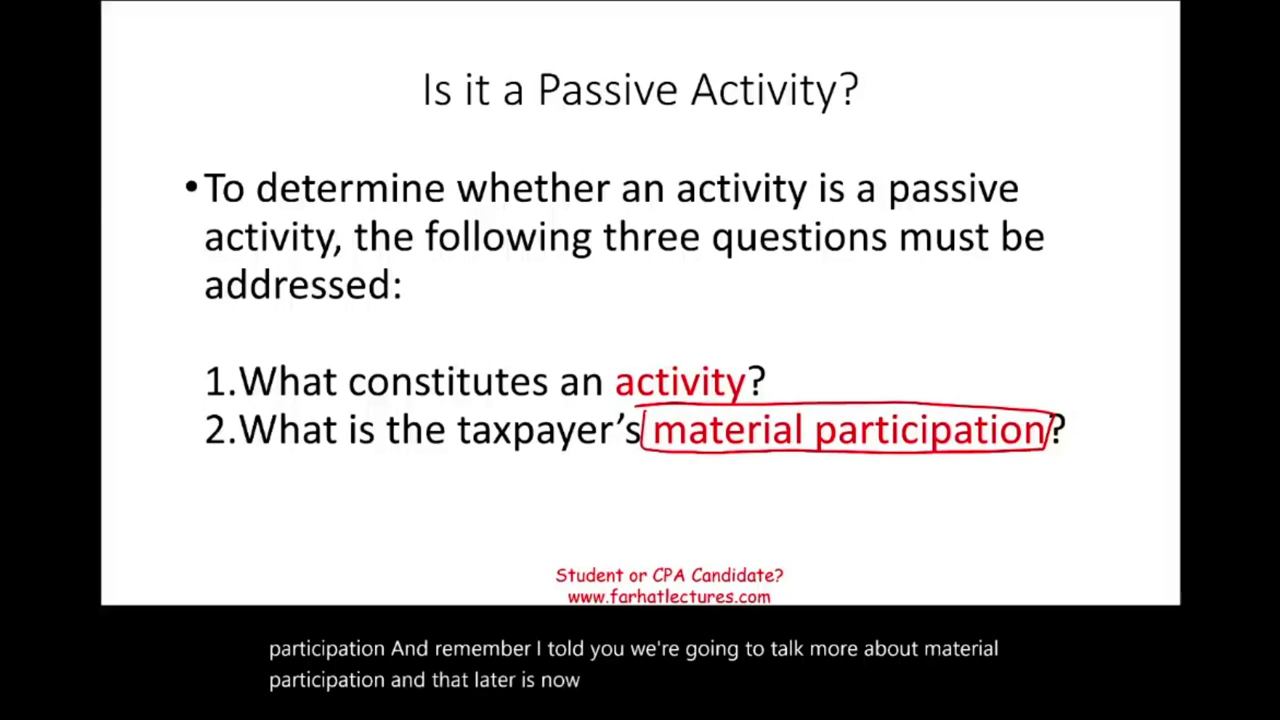 Is it a Passive Activity?
•To determine whether an activity is a passive
activity, the following three questions must be
addressed:
1.What constitutes an activity?
2.What is the taxpayer’s material participation?
Student or CPA Candidate?
www.farhatlectures.com
participation And remember I told you we're going to talk more about material
participation and that later is now